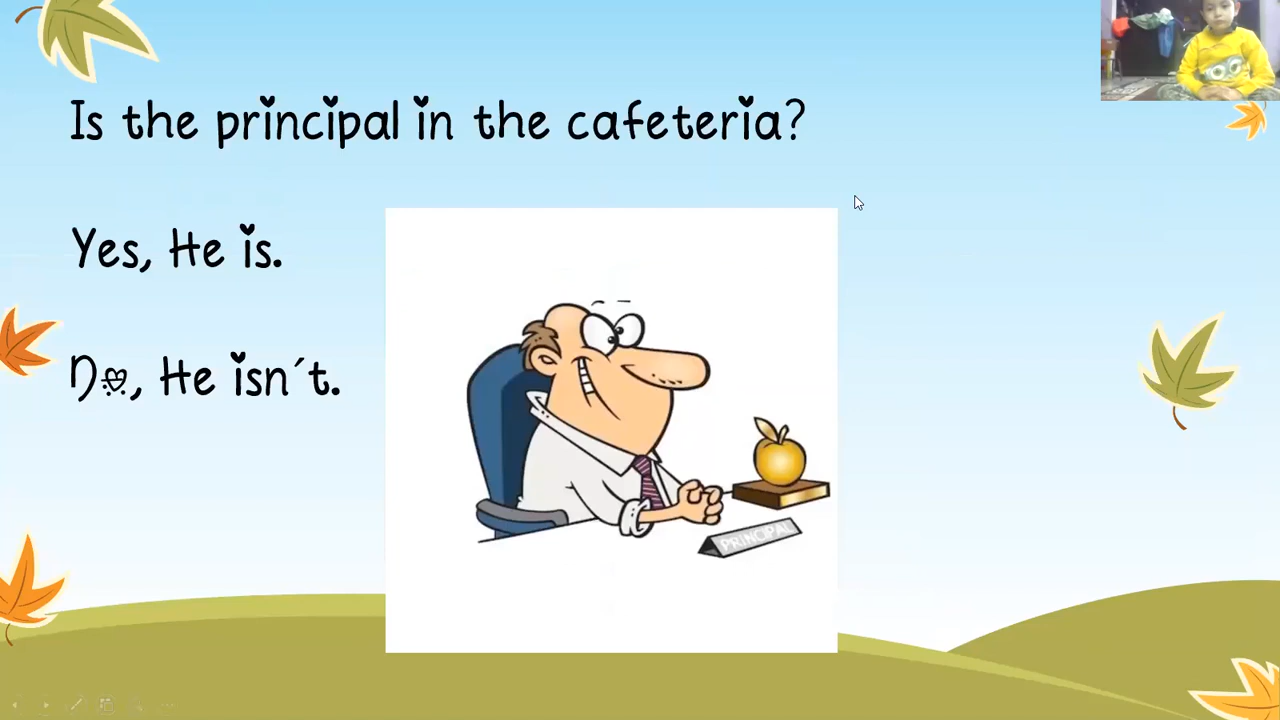 Is the principal in the cafeteria?
Yes, He is.
No, He isn´t.
PRINCIPAL